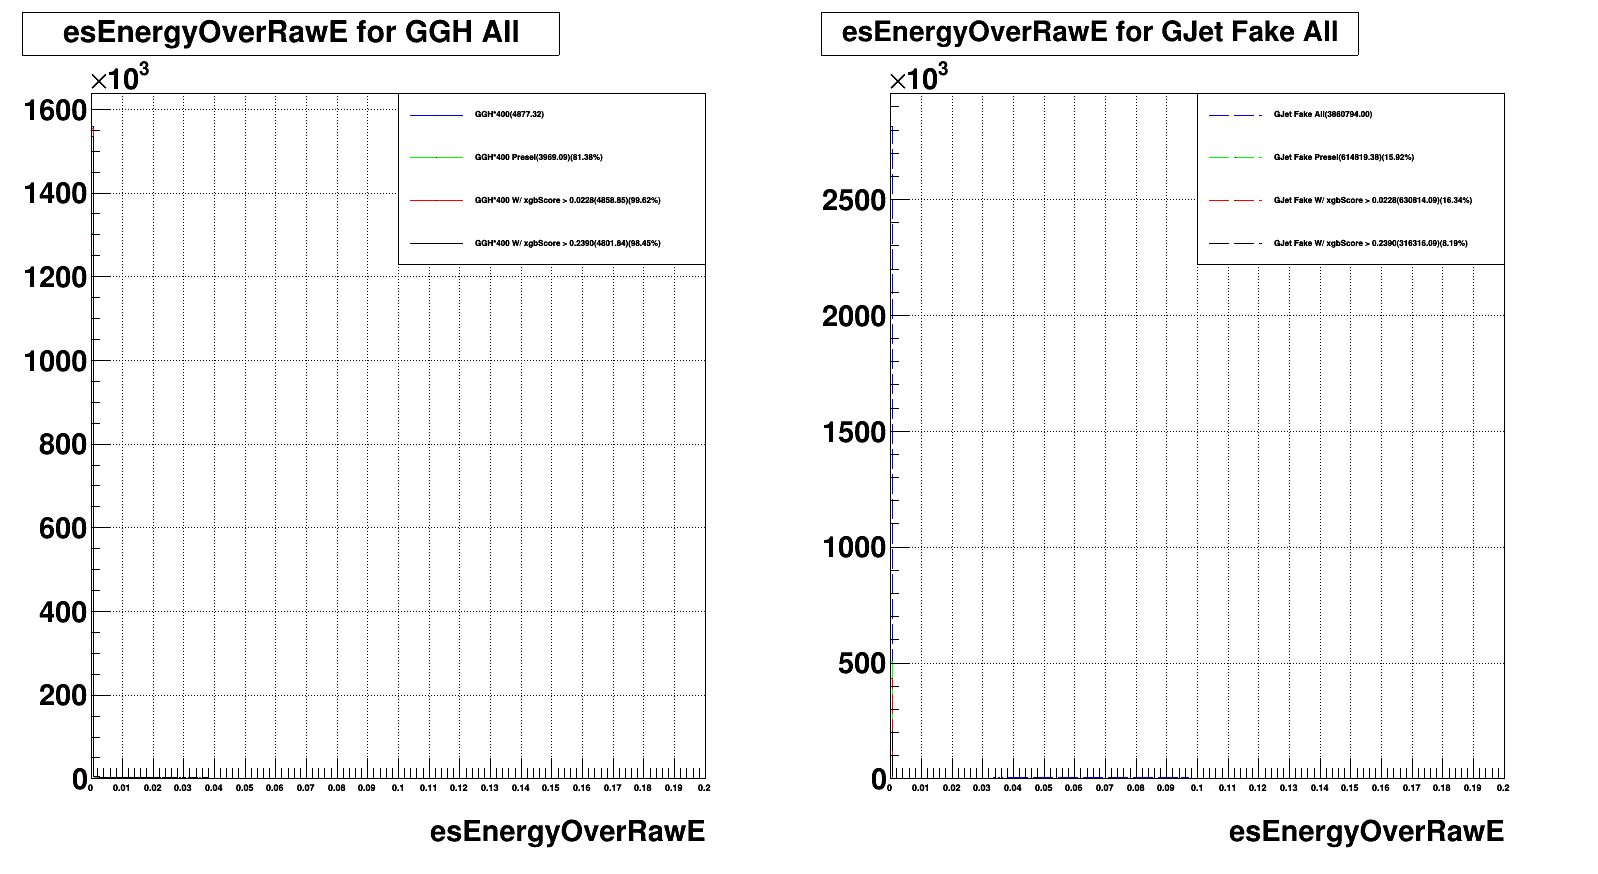 esEnergyOverRawE for GGH All
×10³
1600
1400
1200
1000
800
600
400
200
0
GGH*400(4877.32)
GGH*400 Presel(3969.09)(81.38%)
GGH*400 W/ xgbScore > 0.0228(4858.85)(99.62%)
GGH*400 W/ xgbScore > 0.2390(4801.84)(98.45%)
0 0.01 0.02 0.03 0.04 0.05 0.06 0.07 0.08 0.09 0.1 0.11 0.12 0.13 0.14 0.15 0.16 0.17 0.18 0.19 0.2
esEnergyOverRawE
esEnergyOverRawE for GJet Fake All
×10³
2500
2000
1500
1000
500
0
GJet Fake All(3860794.00)
GJet Fake Presel(614819.38)(15.92%)
GJet Fake W/ xgbScore > 0.0228(630814.09)(16.34%)
GJet Fake W/ xgbScore > 0.2390(316316.09)(8.19%)
0 0.01 0.02 0.03 0.04 0.05 0.06 0.07 0.08 0.09 0.1 0.11 0.12 0.13 0.14 0.15 0.16 0.17 0.18 0.19 0.2
esEnergyOverRawE